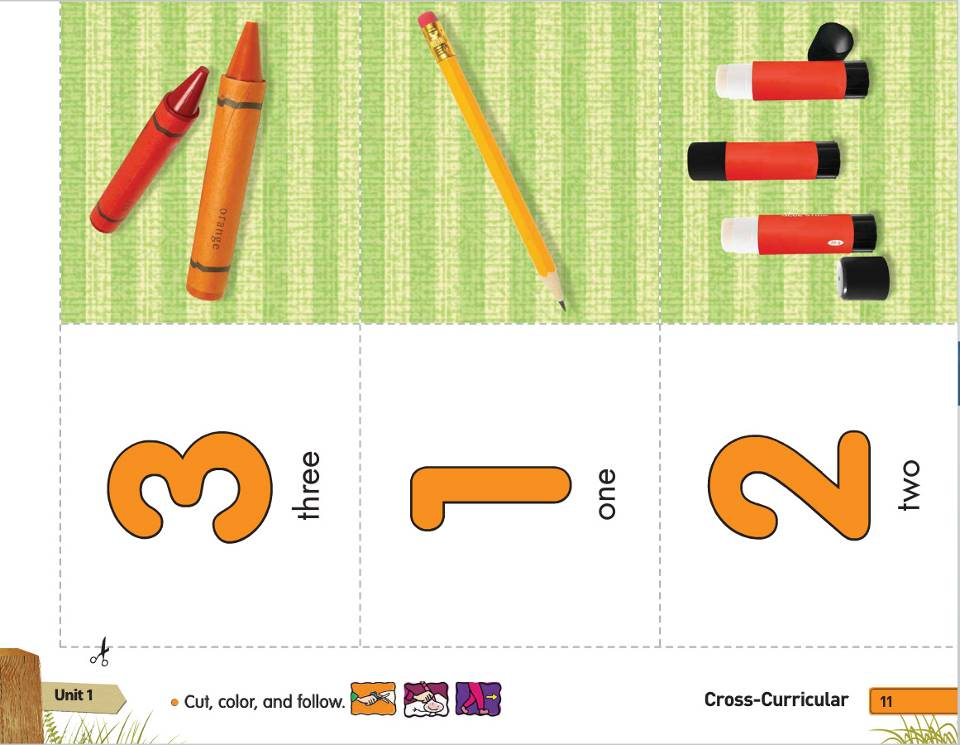 orange
3
three
1
one
2
two
Unit 1
• Cut, color, and follow.
Cross-Curricular
11